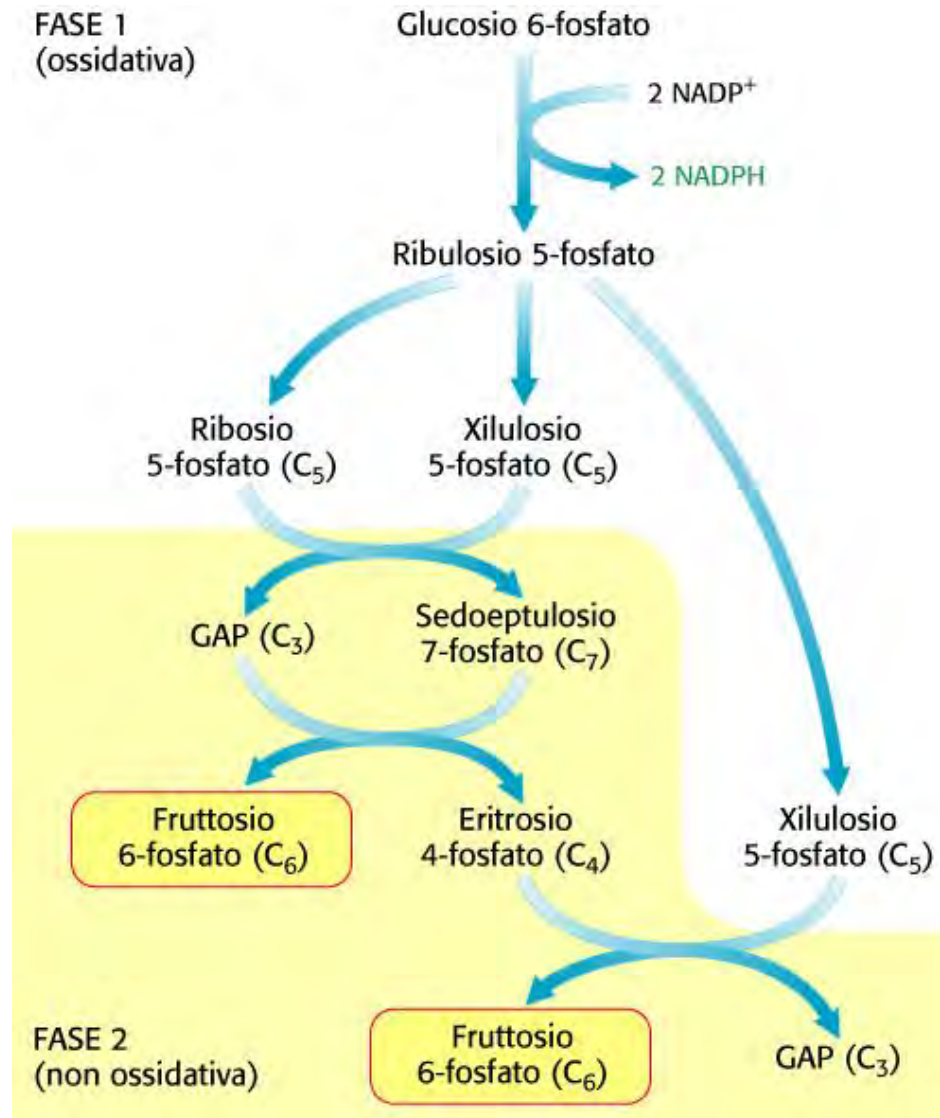 FASE 1
(ossidativa)
Glucosio 6-fosfato
2 NADP⁺
2 NADPH
Ribulosio 5-fosfato
Ribosio
5-fosfato (C₅)
Xilulosio
5-fosfato (C₅)
GAP (C₃)
Sedoeptulosio
7-fosfato (C₇)
Fruttosio
6-fosfato (C₆)
Eritrosio
4-fosfato (C₄)
Xilulosio
5-fosfato (C₅)
FASE 2
(non ossidativa)
Fruttosio
6-fosfato (C₆)
GAP (C₃)